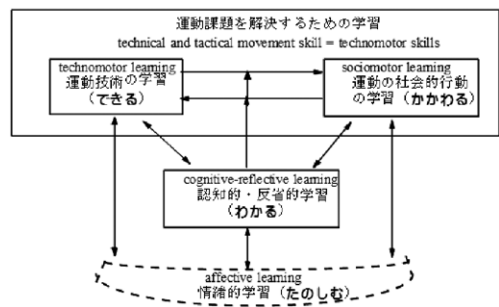 運動課題を解決するための学習
technical and tactical movement skill = technomotor skills
technomotor learning
運動技術の学習
(できる)
sociomotor learning
運動の社会的行動
の学習(かかわる)
cognitive-reflective learning
認知的・反省的学習
(わかる)
affective learning
情緒的学習(たのしむ)